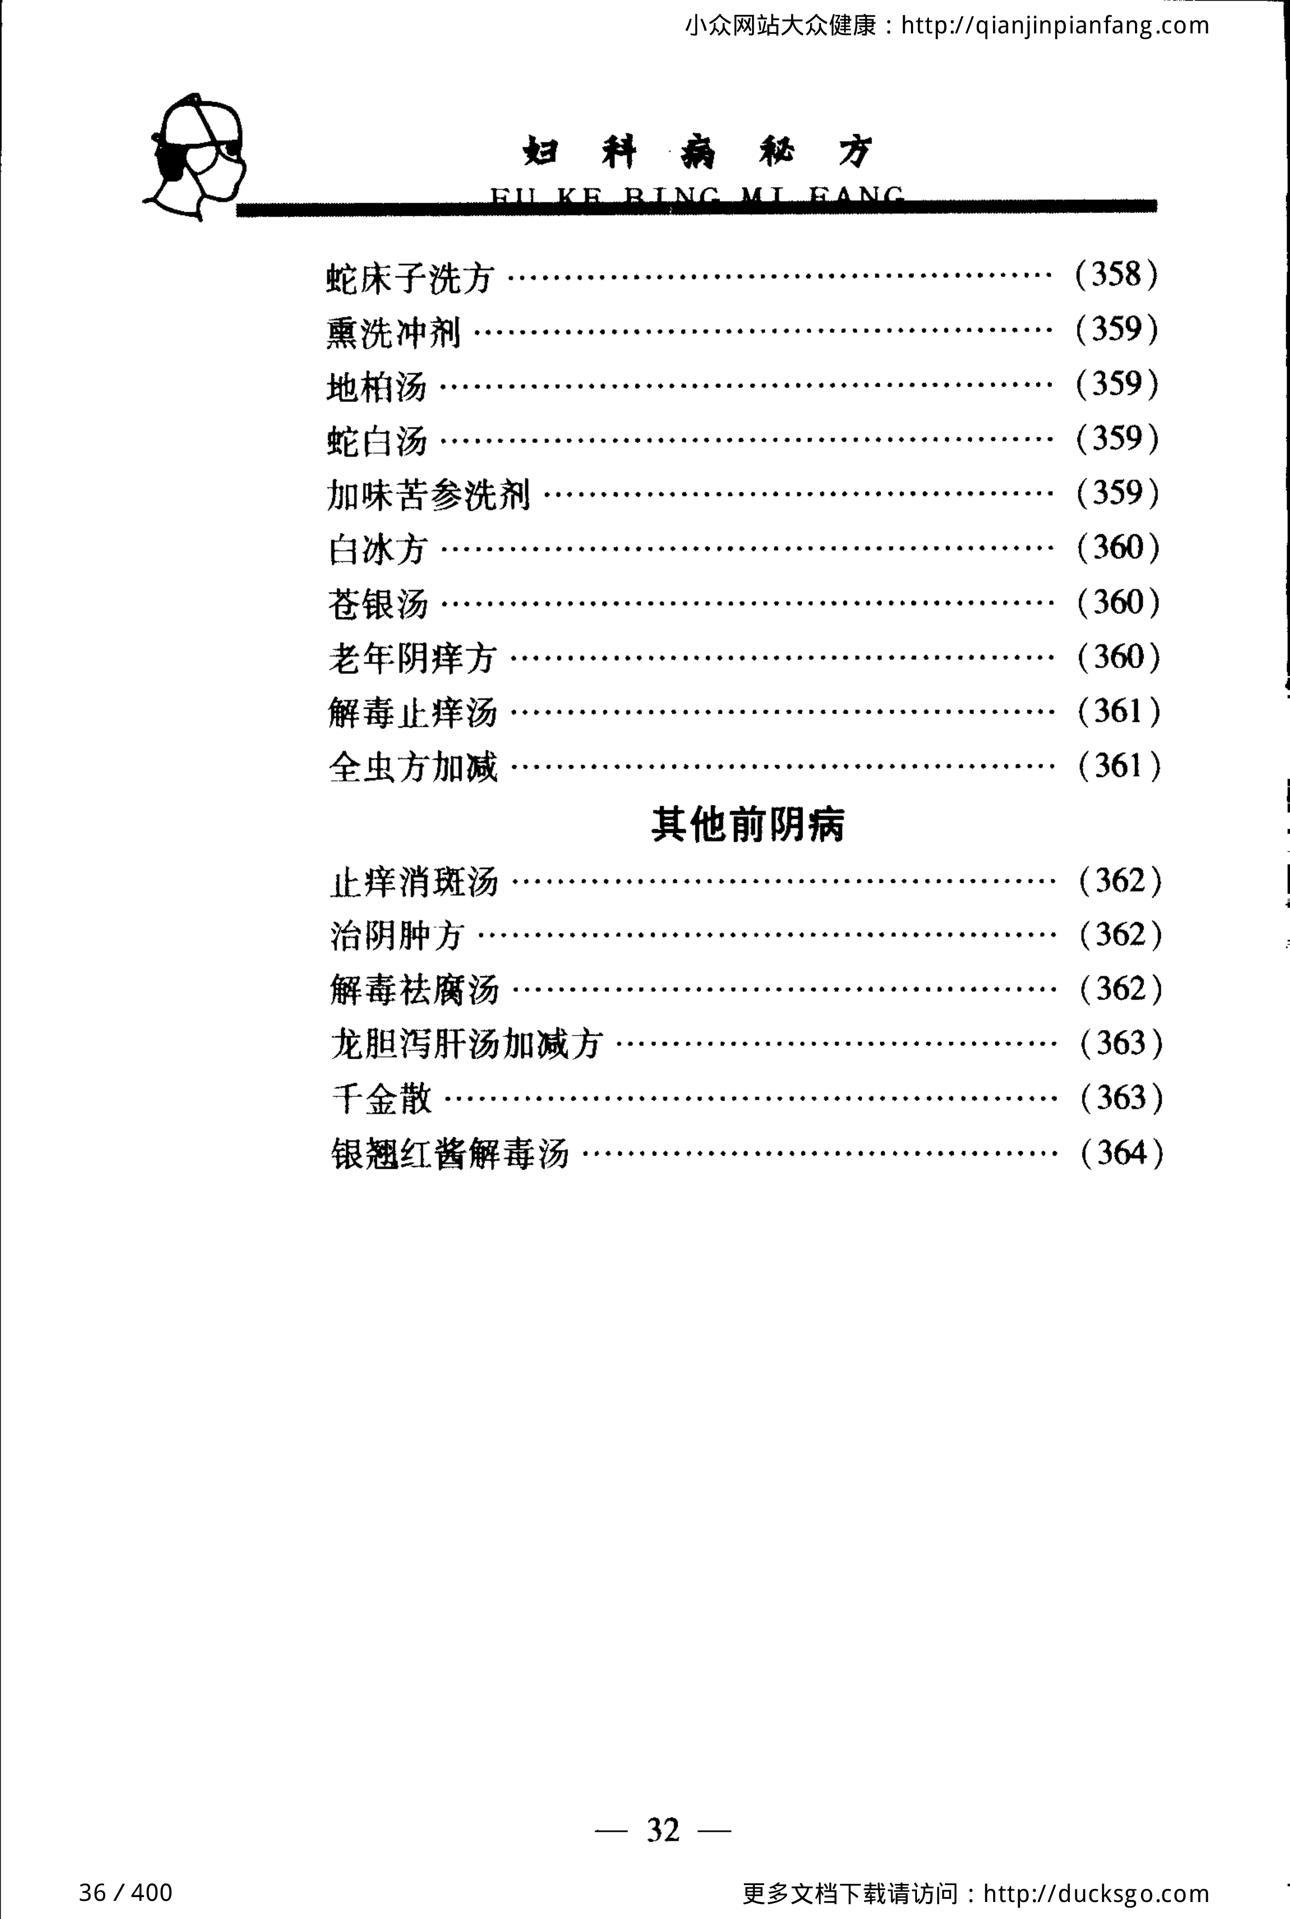 小众网站大众健康：http://qianjinpianfang.com
妇科病秘方
FU KE BING MI FANG
蛇床子洗方 …………………………………………… (358)
熏洗冲剂 ……………………………………………… (359)
地柏汤 ………………………………………………… (359)
蛇白汤 ………………………………………………… (359)
加味苦参洗剂 ………………………………………… (359)
白冰方 ………………………………………………… (360)
苍银汤 ………………………………………………… (360)
老年阴痒方 …………………………………………… (360)
解毒止痒汤 …………………………………………… (361)
全虫方加减 …………………………………………… (361)
其他前阴病
止痒消斑汤 …………………………………………… (362)
治阴肿方 ……………………………………………… (362)
解毒祛腐汤 …………………………………………… (362)
龙胆泻肝汤加减方 …………………………………… (363)
千金散 ………………………………………………… (363)
银翘红酱解毒汤 ……………………………………… (364)
— 32 —
36 / 400
更多文档下载请访问：http://ducksgo.com